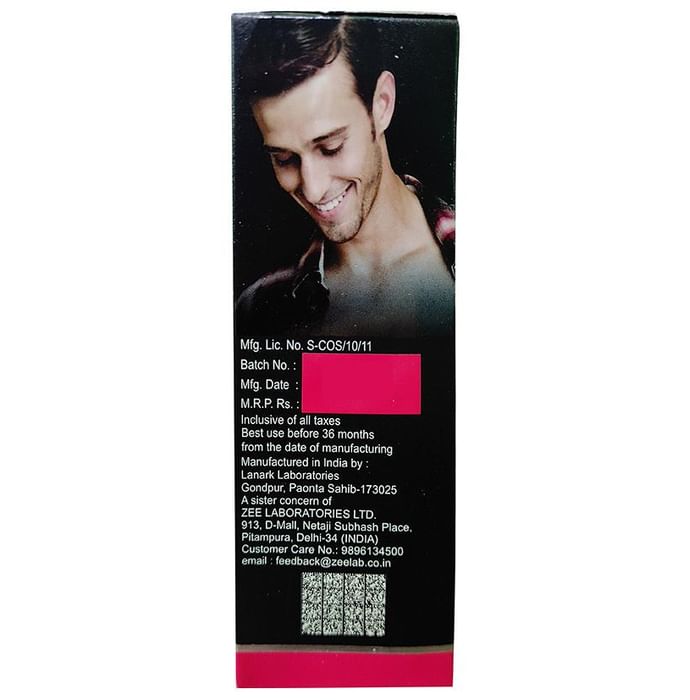 Mfg. Lic. No. S-COS/10/11
Batch No. :
Mfg. Date :
M.R.P. Rs. :
Inclusive of all taxes
Best use before 36 months
from the date of manufacturing
Manufactured in India by :
Lanark Laboratories
Gondpur, Paonta Sahib-173025
A sister concern of
ZEE LABORATORIES LTD.
913, D-Mall, Netaji Subhash Place,
Pitampura, Delhi-34 (INDIA)
Customer Care No.: 9896134500
email : feedback@zeelab.co.in